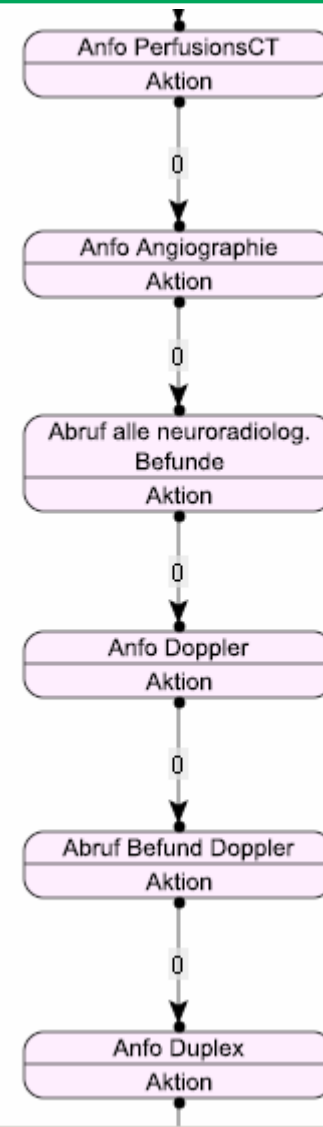 Anfo PerfusionsCT
Aktion
0
Anfo Angiographie
Aktion
0
Abruf alle neuroradiolog.
Befunde
Aktion
0
Anfo Doppler
Aktion
0
Abruf Befund Doppler
Aktion
0
Anfo Duplex
Aktion